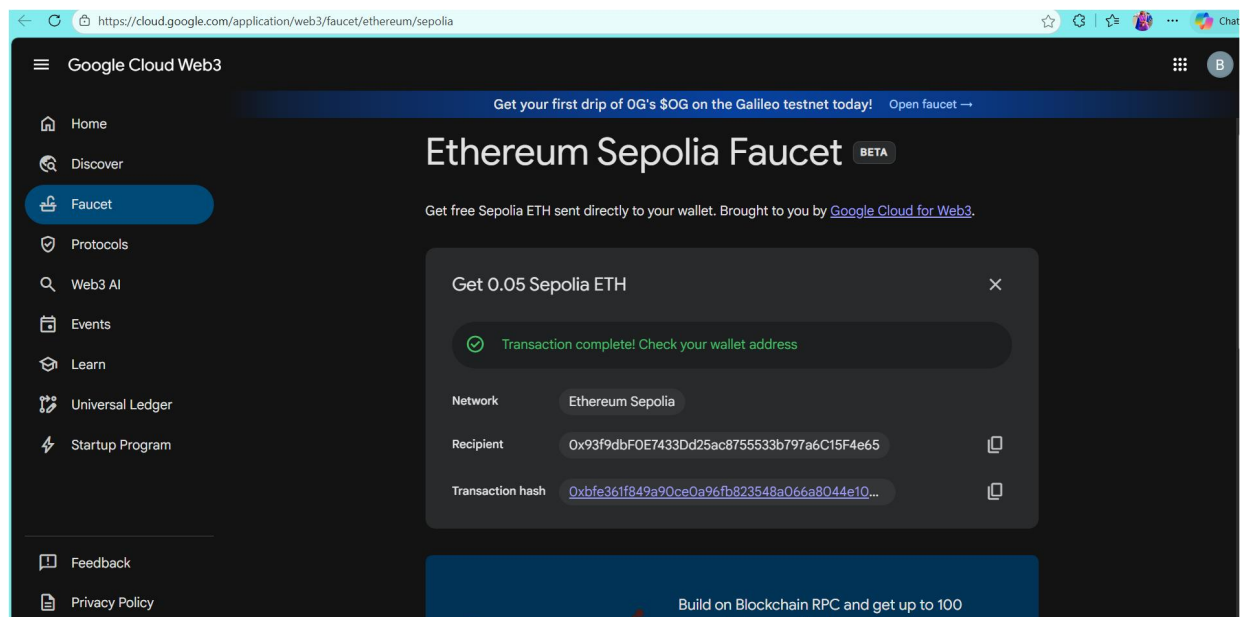 https://cloud.google.com/application/web3/faucet/ethereum/sepolia
Chat
Google Cloud Web3
B
Get your first drip of 0G's $OG on the Galileo testnet today! Open faucet →
Home
Discover
Faucet
Protocols
Web3 AI
Events
Learn
Universal Ledger
Startup Program
Feedback
Privacy Policy
Ethereum Sepolia Faucet BETA
Get free Sepolia ETH sent directly to your wallet. Brought to you by Google Cloud for Web3.
Get 0.05 Sepolia ETH
Transaction complete! Check your wallet address
Network Ethereum Sepolia
Recipient 0x93f9dbF0E7433Dd25ac8755533b797a6C15F4e65
Transaction hash 0xbfe361f849a90ce0a96fb823548a066a8044e10...
Build on Blockchain RPC and get up to 100